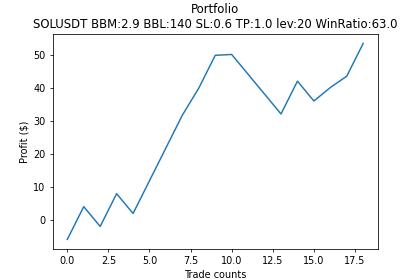 Portfolio
SOLUSDT BBM:2.9 BBL:140 SL:0.6 TP:1.0 lev:20 WinRatio:63.0
50
40
30
20
10
0
Profit ($)
0.0 2.5 5.0 7.5 10.0 12.5 15.0 17.5
Trade counts